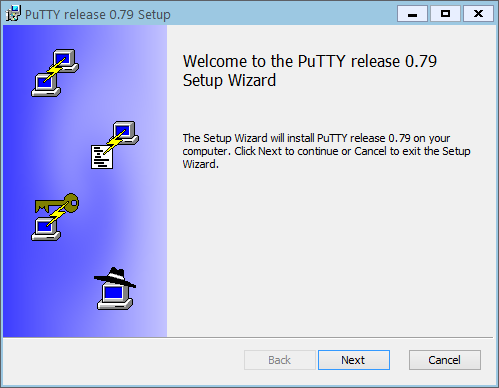 PuTTY release 0.79 Setup
Welcome to the PuTTY release 0.79
Setup Wizard
The Setup Wizard will install PuTTY release 0.79 on your
computer. Click Next to continue or Cancel to exit the Setup
Wizard.
Back
Next
Cancel